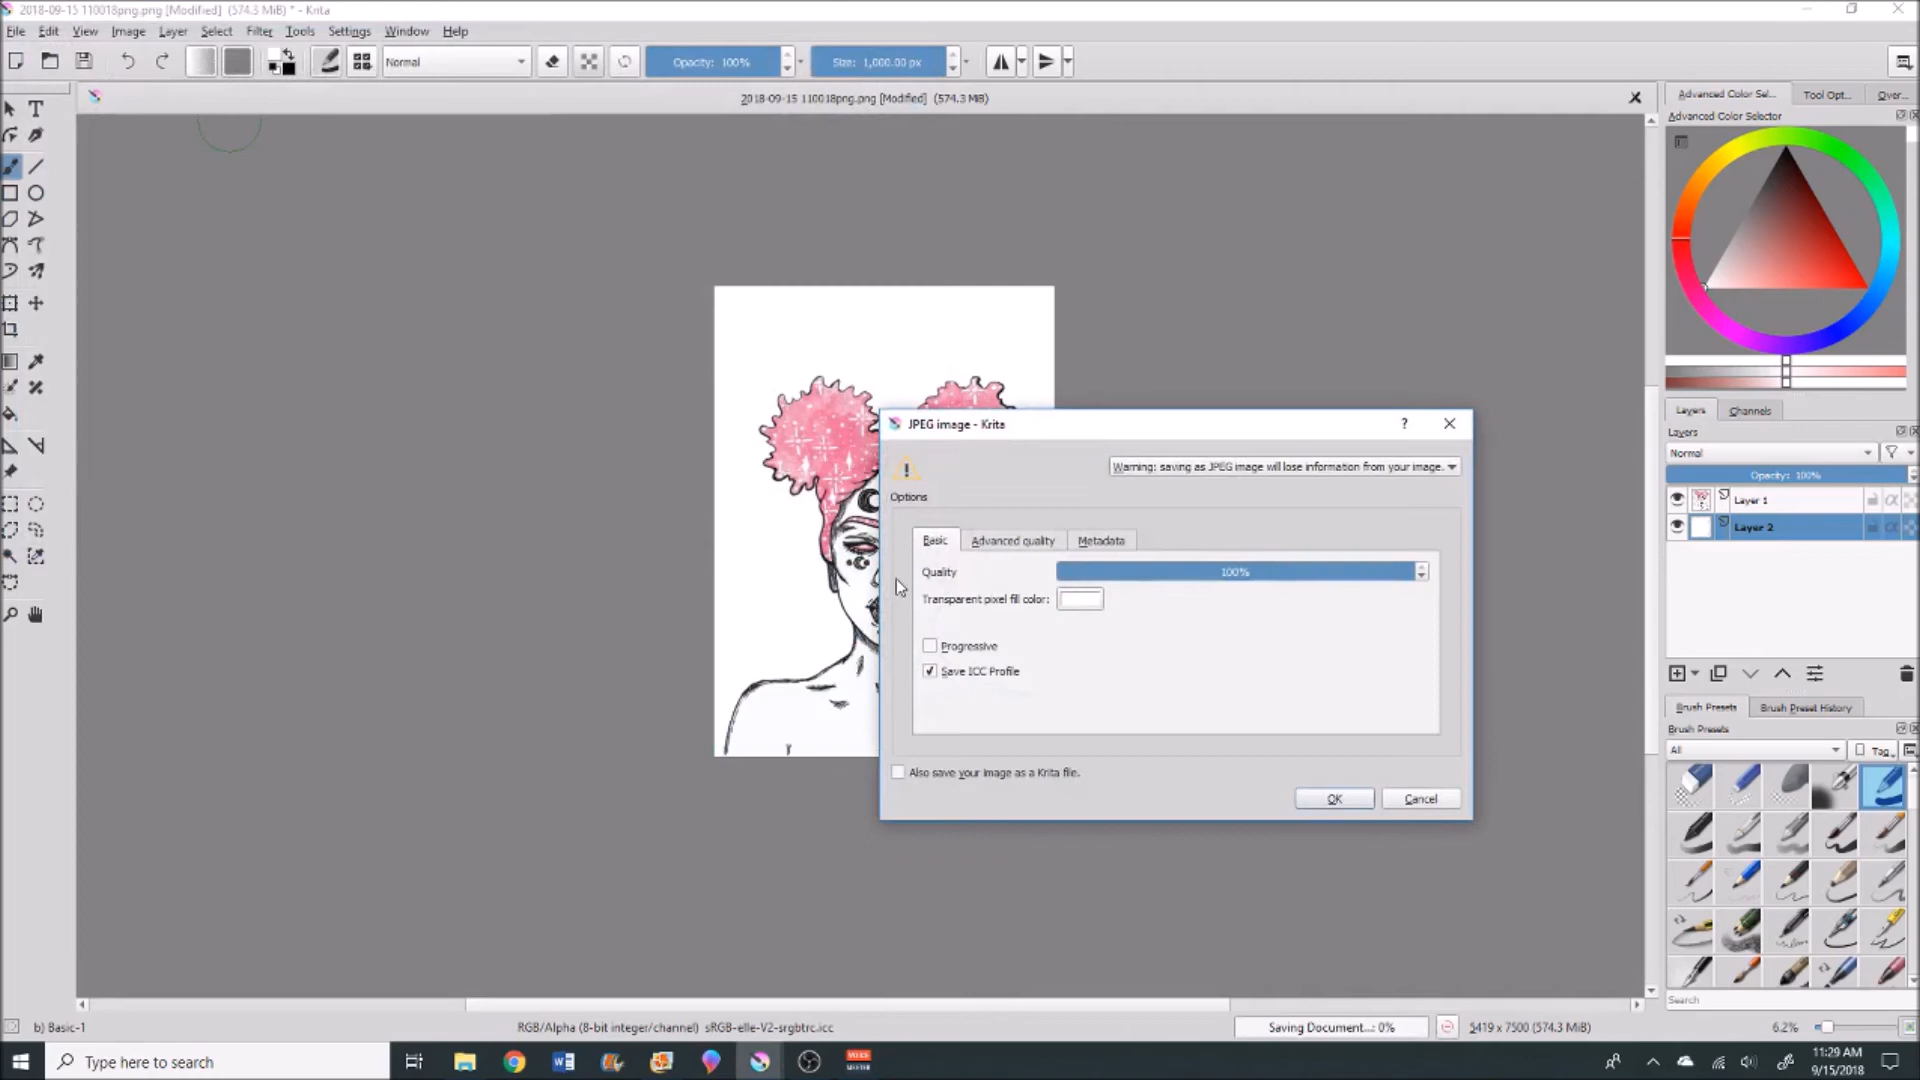 2018-09-15 110018png.png [Modified] (574.3 MiB) * - Krita
File Edit View Image Layer Select Filter Tools Settings Window Help
Normal
Opacity: 100%
Size: 1,000.00 px
2018-09-15 110018png.png [Modified] (574.3 MiB)
Advanced Color Sel... Tool Opt... Over...
Advanced Color Selector
JPEG image - Krita
Warning: saving as JPEG image will lose information from your image.
Options
Basic Advanced quality Metadata
Quality 100%
Transparent pixel fill color:
Progressive
Save ICC Profile
Also save your image as a Krita file.
OK Cancel
Layers Channels
Layers
Normal
Opacity: 100%
Layer 1
Layer 2
Brush Presets Brush Preset History
Brush Presets
All Tag
Search
b) Basic-1
RGB/Alpha (8-bit integer/channel) sRGB-elle-V2-srgbtrc.icc
Saving Document...: 0%
5419 x 7500 (574.3 MiB)
6.2%
Type here to search
11:29 AM
9/15/2018